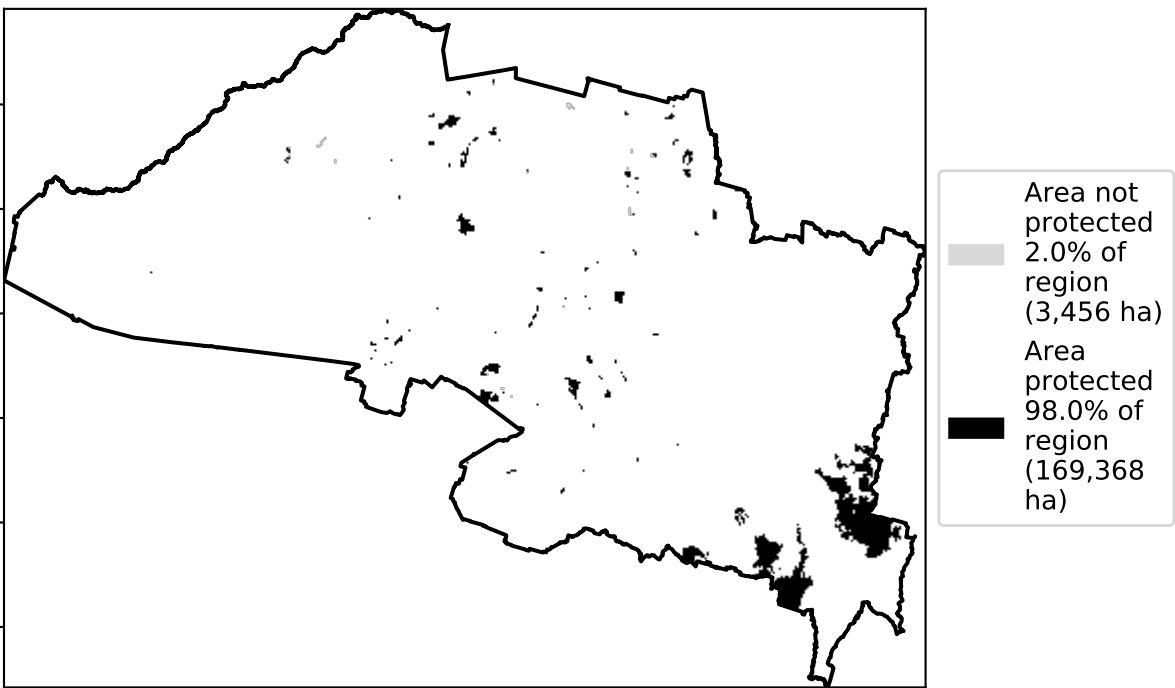 Area not
protected
2.0% of
region
(3,456 ha)
Area
protected
98.0% of
region
(169,368
ha)